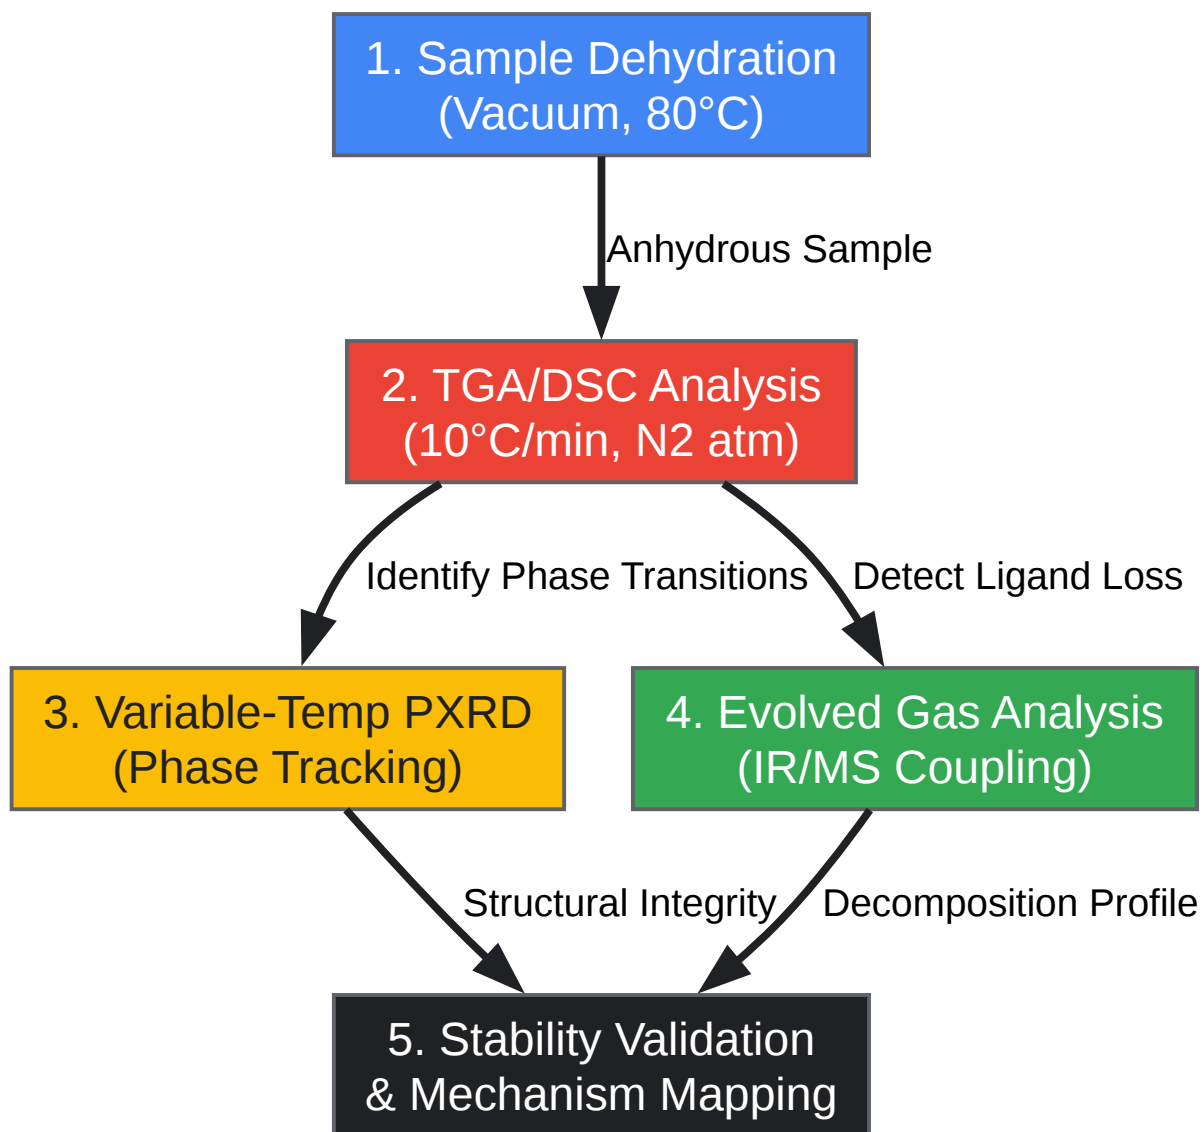 1. Sample Dehydration
(Vacuum, 80°C)
Anhydrous Sample
2. TGA/DSC Analysis
(10°C/min, N2 atm)
Identify Phase Transitions
Detect Ligand Loss
3. Variable-Temp PXRD
(Phase Tracking)
4. Evolved Gas Analysis
(IR/MS Coupling)
Structural Integrity
Decomposition Profile
5. Stability Validation
& Mechanism Mapping